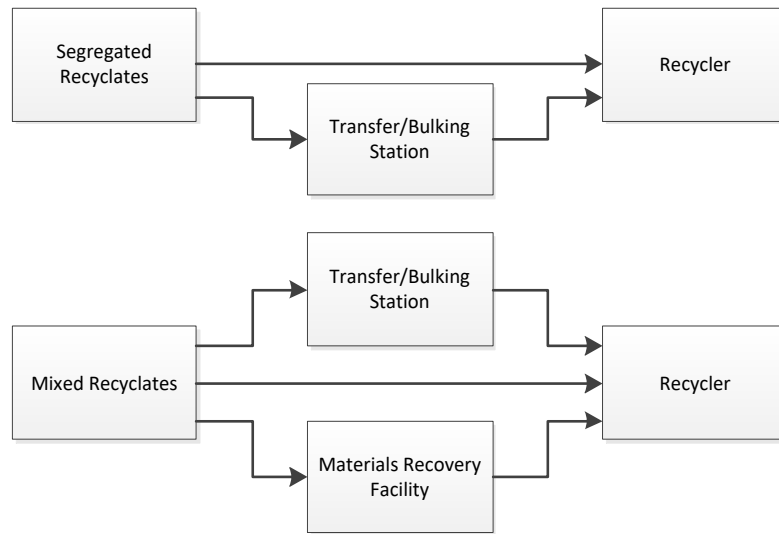 Segregated
Recyclates
Recycler
Transfer/Bulking
Station
Transfer/Bulking
Station
Mixed Recyclates
Recycler
Materials Recovery
Facility